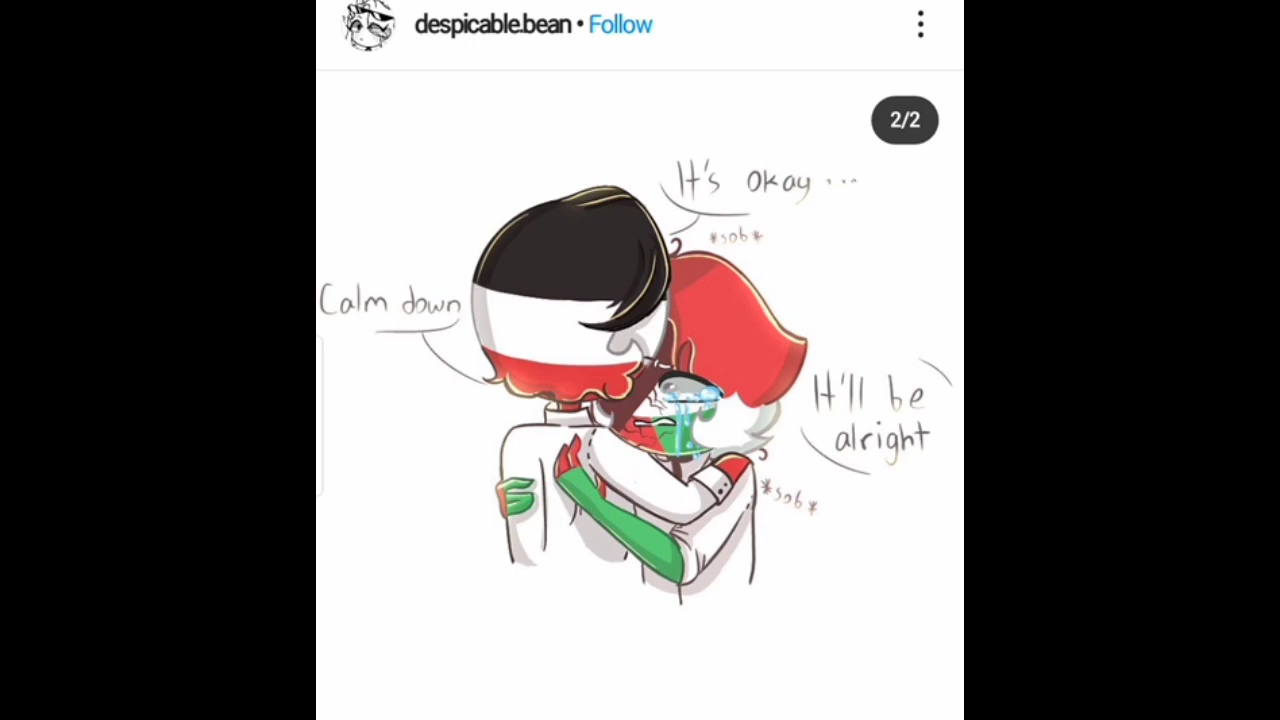 despicable.bean • Follow
2/2
It's okay...
*sob*
Calm down
It'll be
alright
*sob*